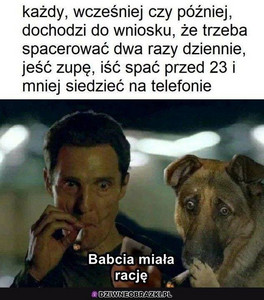 każdy, wcześniej czy później,
dochodzi do wniosku, że trzeba
spacerować dwa razy dziennie,
jeść zupę, iść spać przed 23 i
mniej siedzieć na telefonie
Babcia miała
rację
DZIWNEOBRAZKI.PL